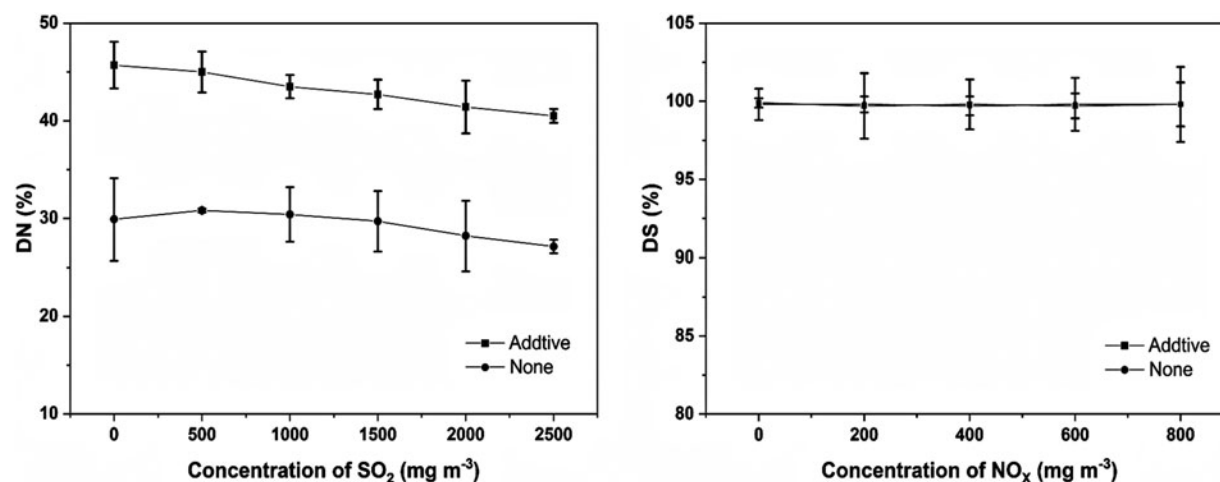 50
40
30
20
10
DN (%)
0 500 1000 1500 2000 2500
Concentration of SO₂ (mg m⁻³)
Addtive
None
105
100
95
90
85
80
DS (%)
0 200 400 600 800
Concentration of NOₓ (mg m⁻³)
Addtive
None